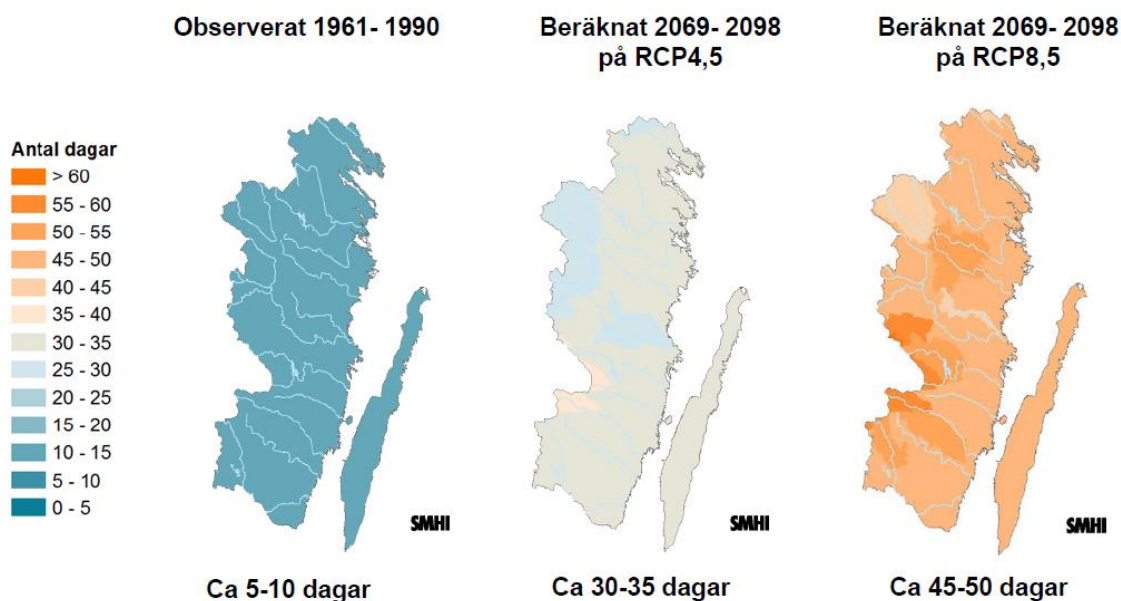 Observerat 1961- 1990
Beräknat 2069- 2098
på RCP4,5
Beräknat 2069- 2098
på RCP8,5
Antal dagar
> 60
55 - 60
50 - 55
45 - 50
40 - 45
35 - 40
30 - 35
25 - 30
20 - 25
15 - 20
10 - 15
5 - 10
0 - 5
SMHI
SMHI
SMHI
Ca 5-10 dagar
Ca 30-35 dagar
Ca 45-50 dagar